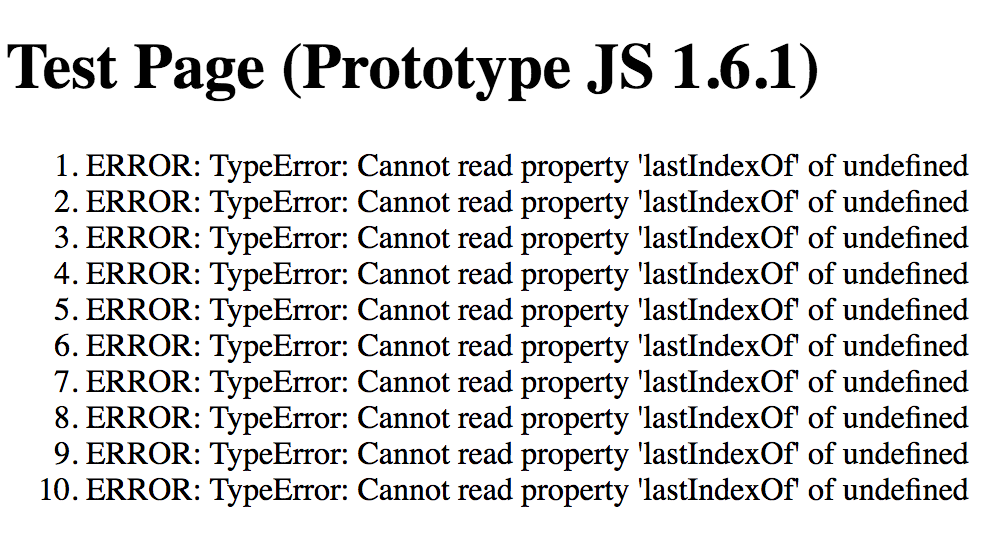 Test Page (Prototype JS 1.6.1)
1. ERROR: TypeError: Cannot read property 'lastIndexOf' of undefined
2. ERROR: TypeError: Cannot read property 'lastIndexOf' of undefined
3. ERROR: TypeError: Cannot read property 'lastIndexOf' of undefined
4. ERROR: TypeError: Cannot read property 'lastIndexOf' of undefined
5. ERROR: TypeError: Cannot read property 'lastIndexOf' of undefined
6. ERROR: TypeError: Cannot read property 'lastIndexOf' of undefined
7. ERROR: TypeError: Cannot read property 'lastIndexOf' of undefined
8. ERROR: TypeError: Cannot read property 'lastIndexOf' of undefined
9. ERROR: TypeError: Cannot read property 'lastIndexOf' of undefined
10. ERROR: TypeError: Cannot read property 'lastIndexOf' of undefined